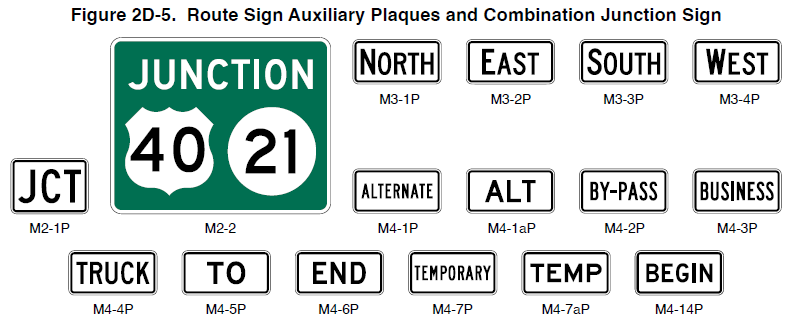 Figure 2D-5. Route Sign Auxiliary Plaques and Combination Junction Sign
JUNCTION
40 21
M2-2
NORTH EAST SOUTH WEST
M3-1P M3-2P M3-3P M3-4P
JCT
M2-1P
ALTERNATE ALT BY-PASS BUSINESS
M4-1P M4-1aP M4-2P M4-3P
TRUCK TO END TEMPORARY TEMP BEGIN
M4-4P M4-5P M4-6P M4-7P M4-7aP M4-14P